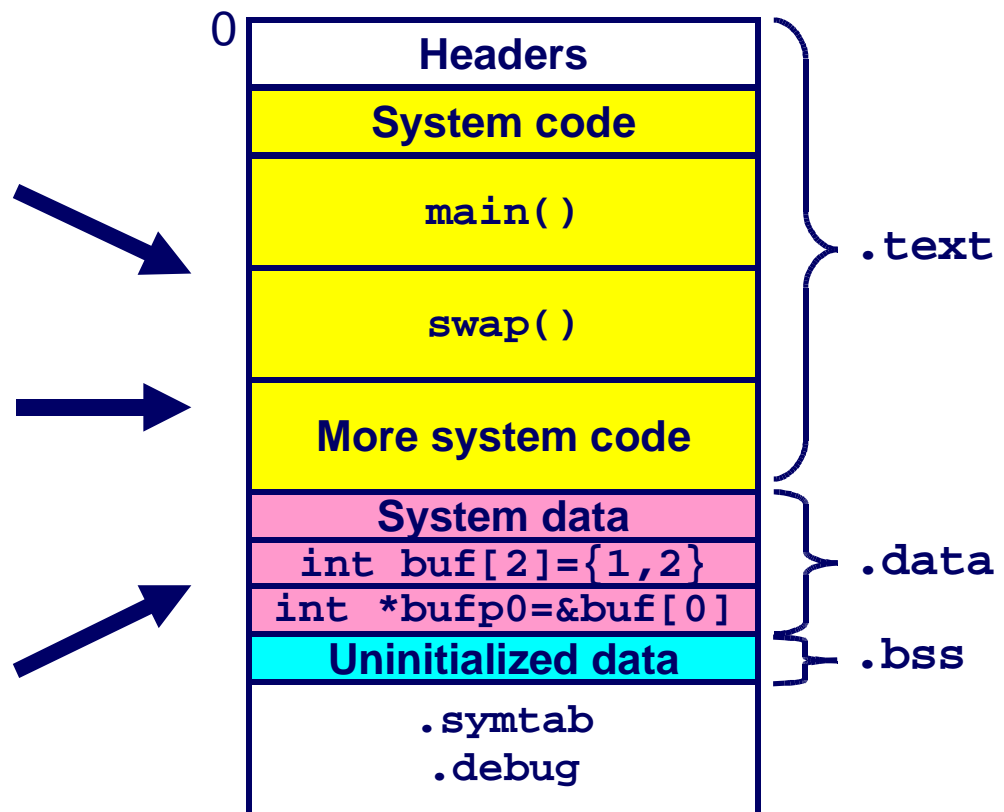 0
Headers
System code
main()
.text
swap()
More system code
System data
int buf[2]={1,2}
.data
int *bufp0=&buf[0]
Uninitialized data
.bss
.symtab
.debug